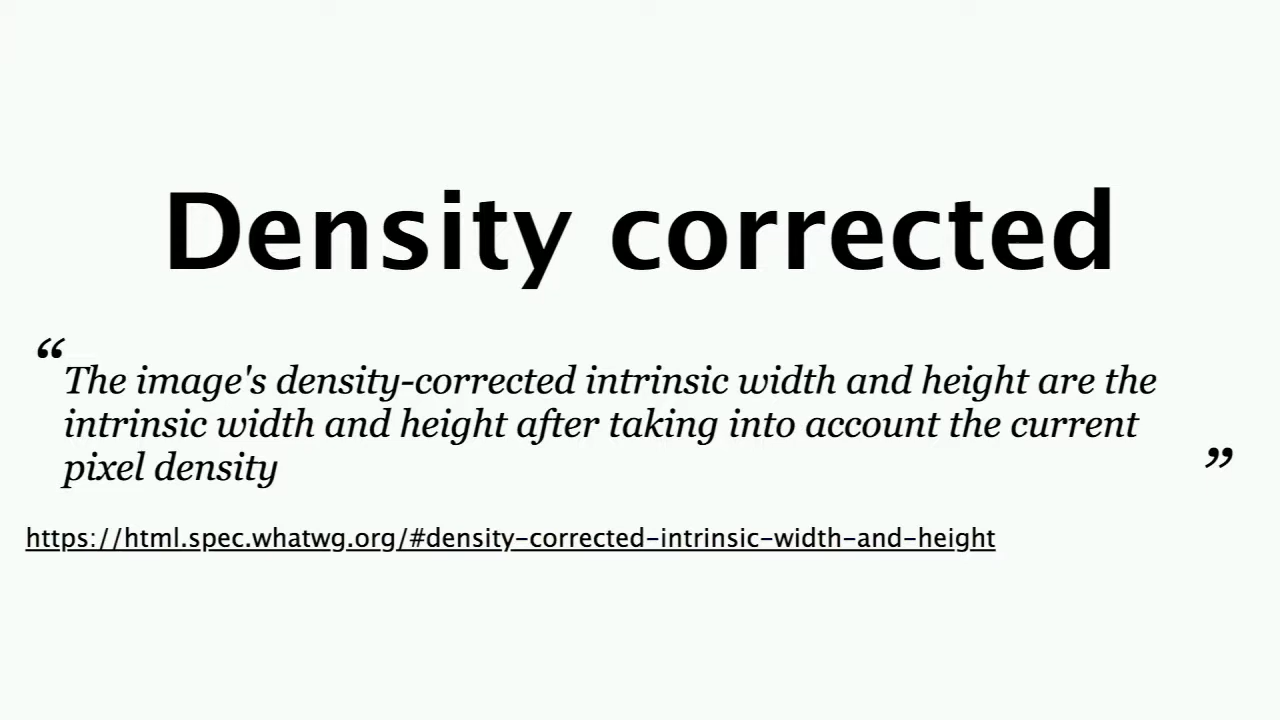 Density corrected
“The image's density-corrected intrinsic width and height are the
intrinsic width and height after taking into account the current
pixel density”
https://html.spec.whatwg.org/#density-corrected-intrinsic-width-and-height